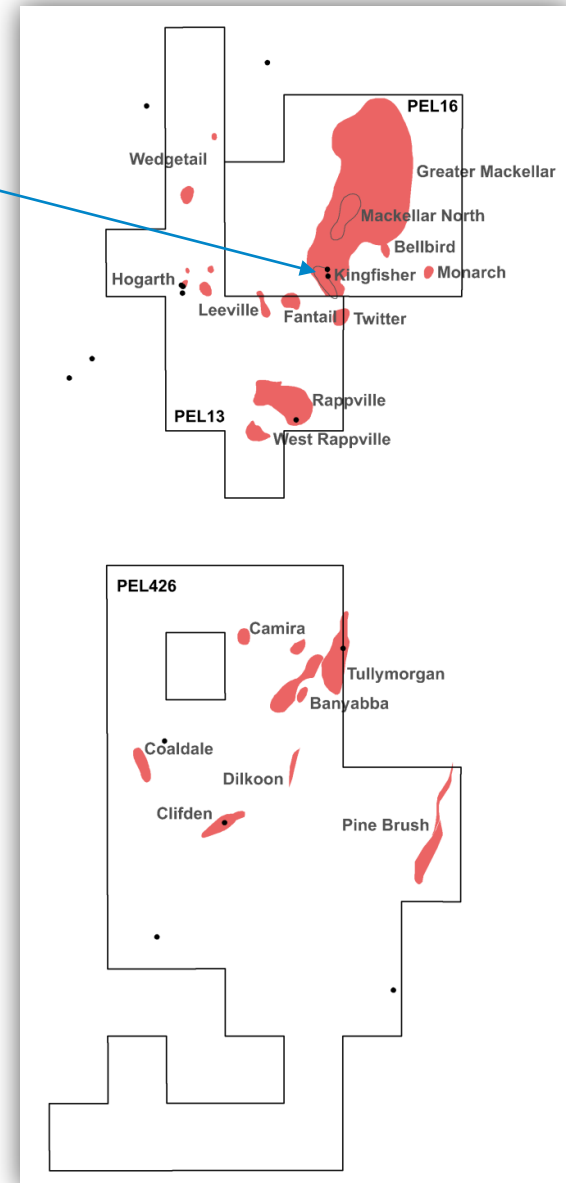 PEL16
Wedgetail
Greater Mackellar
Mackellar North
Bellbird
Hogarth
Kingfisher
Monarch
Leeville
Fantail
Twitter
Rappville
PEL13
West Rappville
PEL426
Camira
Tullymorgan
Banyabba
Coaldale
Dilkoon
Clifden
Pine Brush